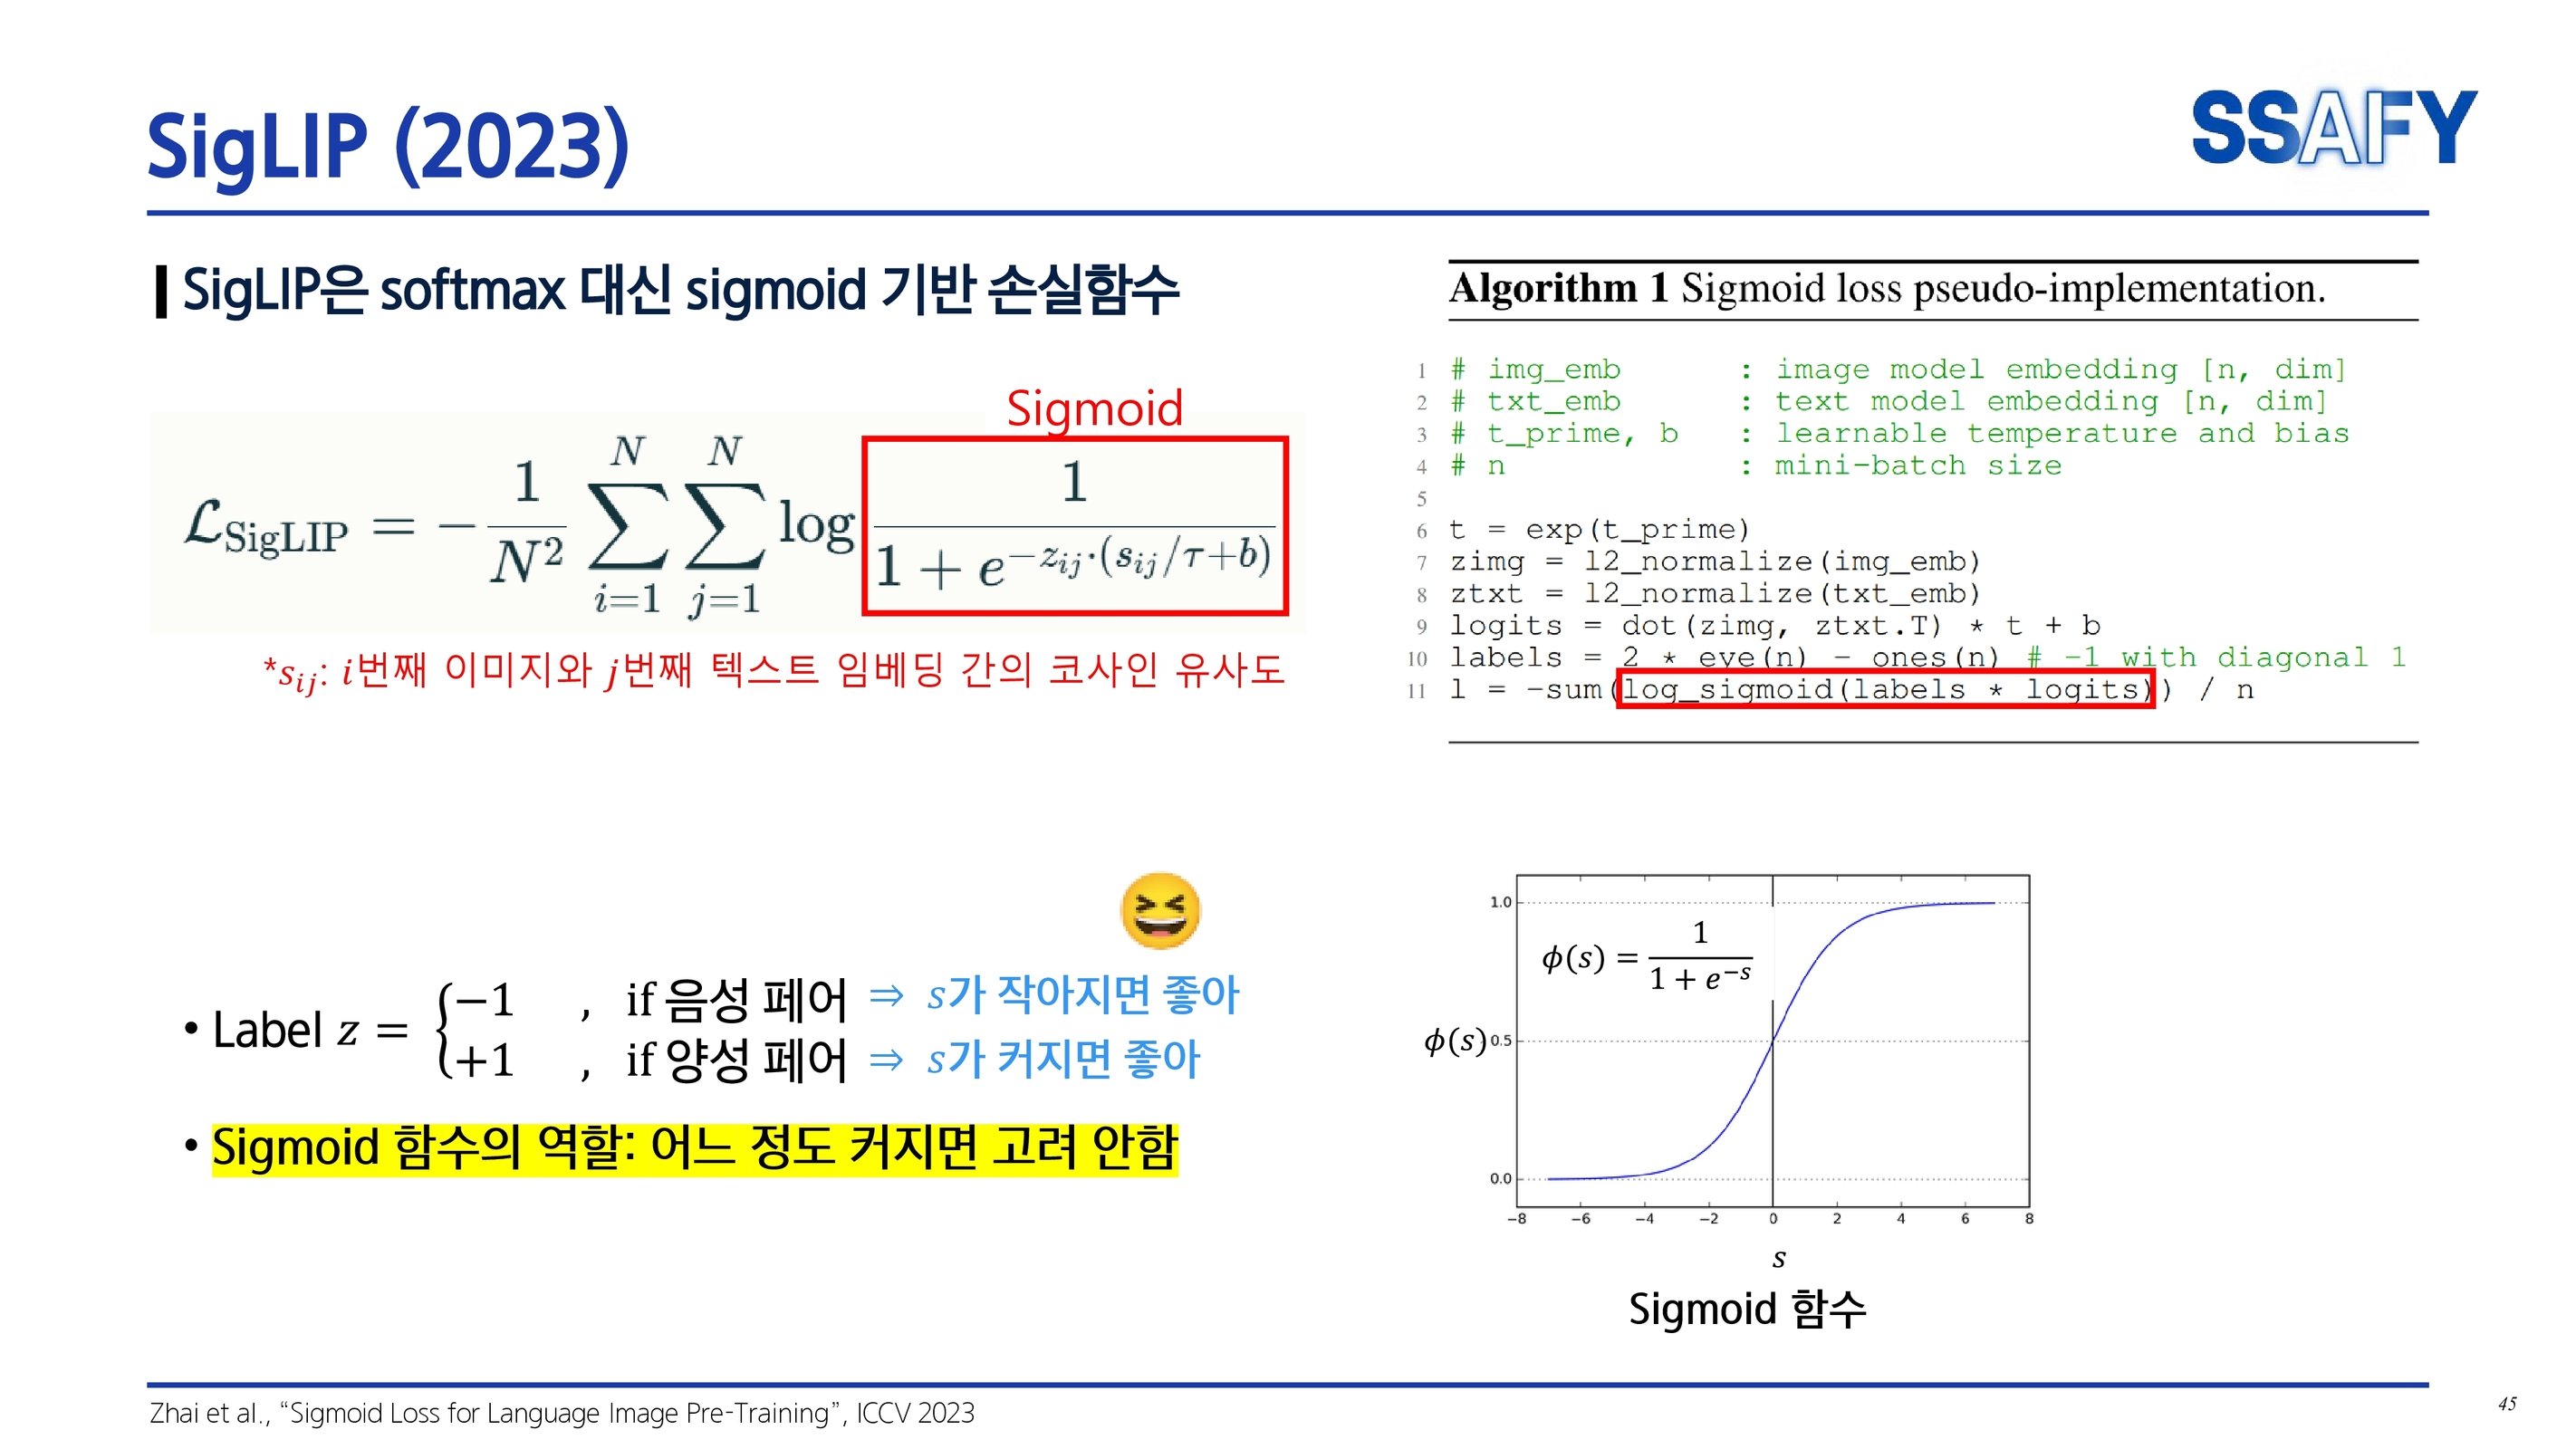 SigLIP (2023)
SSAFY
SigLIP은 softmax 대신 sigmoid 기반 손실함수
Sigmoid
\mathcal{L}_{\text{SigLIP}} = -\frac{1}{N^2} \sum_{i=1}^{N} \sum_{j=1}^{N} \log \frac{1}{1 + e^{-z_{ij} \cdot (s_{ij}/\tau + b)}}
*s_{ij}: i번째 이미지와 j번째 텍스트 임베딩 간의 코사인 유사도
Algorithm 1 Sigmoid loss pseudo-implementation.
1 # img_emb : image model embedding [n, dim]
2 # txt_emb : text model embedding [n, dim]
3 # t_prime, b : learnable temperature and bias
4 # n : mini-batch size
5
6 t = exp(t_prime)
7 zimg = l2_normalize(img_emb)
8 ztxt = l2_normalize(txt_emb)
9 logits = dot(zimg, ztxt.T) * t + b
10 labels = 2 * eye(n) - ones(n) # -1 with diagonal 1
11 l = -sum(log_sigmoid(labels * logits)) / n
• Label z = { −1 , if 음성 페어 ⇒ s가 작아지면 좋아
+1 , if 양성 페어 ⇒ s가 커지면 좋아
• Sigmoid 함수의 역할: 어느 정도 커지면 고려 안함
1.0
\phi(s) = \frac{1}{1 + e^{-s}}
ϕ(s) 0.5
0.0
−8 −6 −4 −2 0 2 4 6 8
s
Sigmoid 함수
Zhai et al., “Sigmoid Loss for Language Image Pre-Training”, ICCV 2023
45